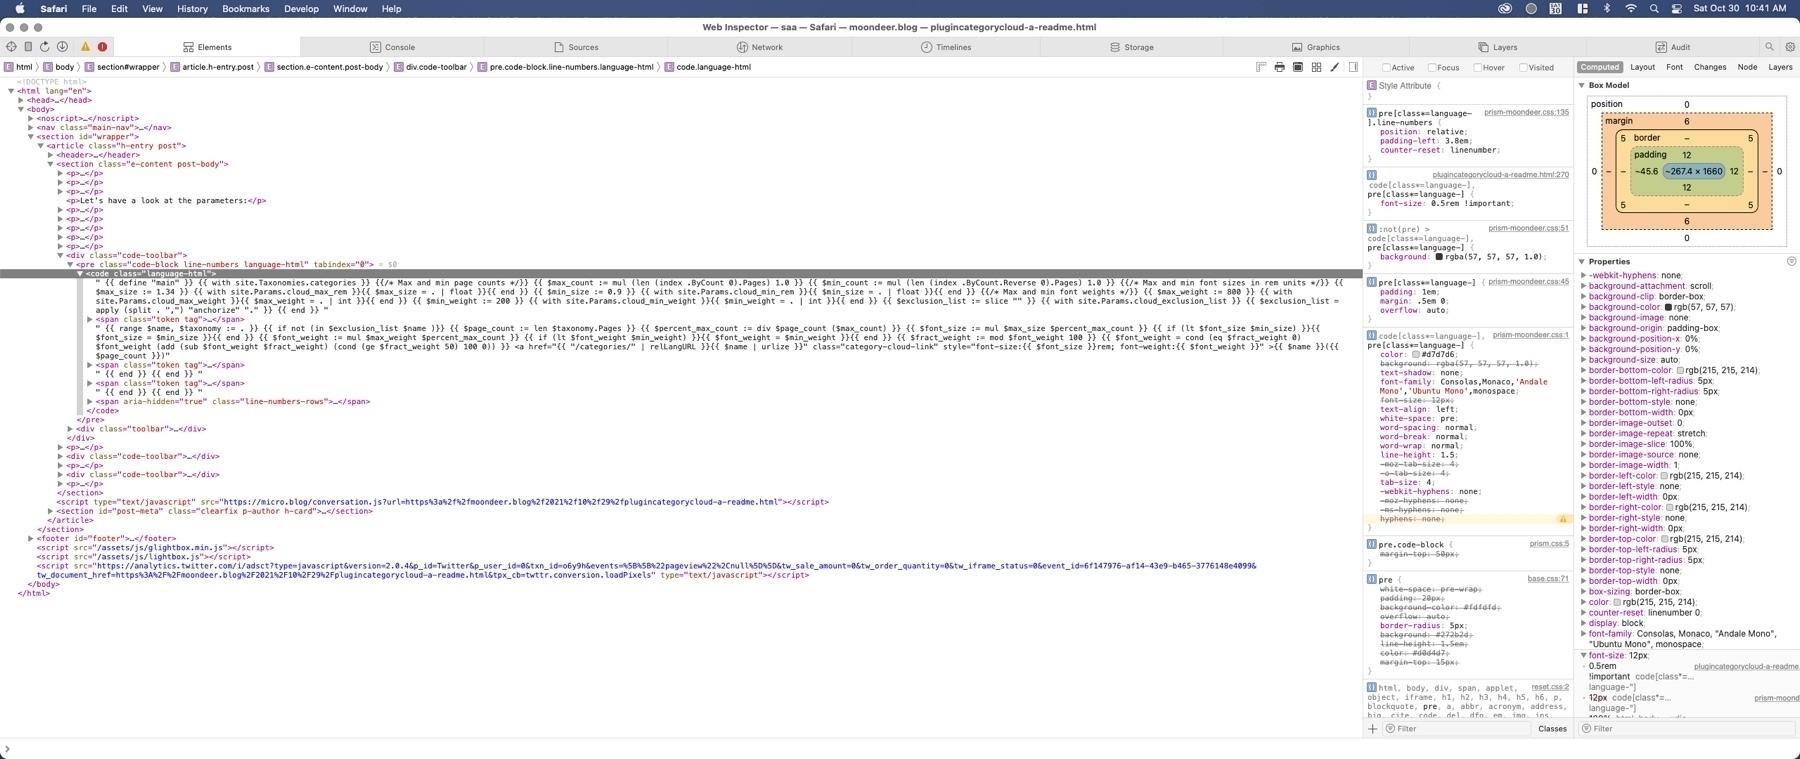 Safari File Edit View History Bookmarks Develop Window Help Sat Oct 30 10:41 AM
Web Inspector — saa — Safari — moondeer.blog — plugincategorycloud-a-readme.html
Elements Console Sources Network Timelines Storage Graphics Layers Audit
html body section#wrapper article.h-entry.post section.e-content.post-body div.code-toolbar pre.code-block.line-numbers.language-html code.language-html
<!DOCTYPE html>
<html lang="en">
<head>…</head>
<body>
<noscript>…</noscript>
<nav class="main-nav">…</nav>
<section id="wrapper">
<article class="h-entry post">
<header>…</header>
<section class="e-content post-body">
<p>…</p>
<p>…</p>
<p>…</p>
<p>Let's have a look at the parameters:</p>
<p>…</p>
<p>…</p>
<p>…</p>
<p>…</p>
<div class="code-toolbar">
<pre class="code-block line-numbers language-html" tabindex="0"> = $0
<code class="language-html">
" {{ define "main" }} {{ with site.Taxonomies.categories }} {{/* Max and min page counts */}} {{ $max_count := mul (len (index .ByCount 0).Pages) 1.0 }} {{ $min_count := mul (len (index .ByCount.Reverse 0).Pages) 1.0 }} {{/* Max and min font sizes in rem units */}} {{
$max_size := 1.34 }} {{ with site.Params.cloud_max_rem }}{{ $max_size = . | float }}{{ end }} {{ $min_size := 0.9 }} {{ with site.Params.cloud_min_rem }}{{ $min_size = . | float }}{{ end }} {{/* Max and min font weights */}} {{ $max_weight := 800 }} {{ with
site.Params.cloud_max_weight }}{{ $max_weight = . | int }}{{ end }} {{ $min_weight := 200 }} {{ with site.Params.cloud_min_weight }}{{ $min_weight = . | int }}{{ end }} {{ $exclusion_list := slice "" }} {{ with site.Params.cloud_exclusion_list }} {{ $exclusion_list =
apply (split . ",") "anchorize" "." }} {{ end }} "
<span class="token tag">…</span>
" {{ range $name, $taxonomy := . }} {{ if not (in $exclusion_list $name )}} {{ $page_count := len $taxonomy.Pages }} {{ $percent_max_count := div $page_count ($max_count) }} {{ $font_size := mul $max_size $percent_max_count }} {{ if (lt $font_size $min_size) }}{{
$font_size = $min_size }}{{ end }} {{ $font_weight := mul $max_weight $percent_max_count }} {{ if (lt $font_weight $min_weight) }}{{ $font_weight = $min_weight }}{{ end }} {{ $fract_weight := mod $font_weight 100 }} {{ $font_weight = cond (eq $fract_weight 0)
$font_weight (add (sub $font_weight $fract_weight) (cond (ge $fract_weight 50) 100 0)) }} <a href="{{ "/categories/" | relLangURL }}{{ $name | urlize }}" class="category-cloud-link" style="font-size:{{ $font_size }}rem; font-weight:{{ $font_weight }}" >{{ $name }}({{
$page_count }})"
<span class="token tag">…</span>
" {{ end }} {{ end }} "
<span class="token tag">…</span>
" {{ end }} {{ end }} "
<span aria-hidden="true" class="line-numbers-rows">…</span>
</code>
</pre>
<div class="toolbar">…</div>
</div>
<p>…</p>
<div class="code-toolbar">…</div>
<p>…</p>
<div class="code-toolbar">…</div>
<p>…</p>
</section>
<script type="text/javascript" src="https://micro.blog/conversation.js?url=https%3a%2f%2fmoondeer.blog%2f2021%2f10%2f29%2fplugincategorycloud-a-readme.html"></script>
<section id="post-meta" class="clearfix p-author h-card">…</section>
</article>
</section>
<footer id="footer">…</footer>
<script src="/assets/js/glightbox.min.js"></script>
<script src="/assets/js/lightbox.js"></script>
<script src="https://analytics.twitter.com/i/adsct?type=javascript&version=2.0.4&p_id=Twitter&p_user_id=0&txn_id=o6y9h&events=%5B%5B%22pageview%22%2Cnull%5D%5D&tw_sale_amount=0&tw_order_quantity=0&tw_iframe_status=0&event_id=6f147976-af14-43e9-b465-3776148e4099&
tw_document_href=https%3A%2F%2Fmoondeer.blog%2F2021%2F10%2F29%2Fplugincategorycloud-a-readme.html&tpx_cb=twttr.conversion.loadPixels" type="text/javascript"></script>
</body>
</html>
Active Focus Hover Visited
Style Attribute {
}
pre[class*=language- prism-moondeer.css:135
].line-numbers {
position: relative;
padding-left: 3.8em;
counter-reset: linenumber;
}
plugincategorycloud-a-readme.html:270
code[class*=language-],
pre[class*=language-] {
font-size: 0.5rem !important;
}
:not(pre) > prism-moondeer.css:51
code[class*=language-],
pre[class*=language-] {
background: rgba(57, 57, 57, 1.0);
}
pre[class*=language-] { prism-moondeer.css:45
padding: 1em;
margin: .5em 0;
overflow: auto;
}
code[class*=language-], prism-moondeer.css:1
pre[class*=language-] {
color: #d7d7d6;
background: rgba(57, 57, 57, 1.0);
text-shadow: none;
font-family: Consolas,Monaco,'Andale
Mono','Ubuntu Mono',monospace;
font-size: 12px;
text-align: left;
white-space: pre;
word-spacing: normal;
word-break: normal;
word-wrap: normal;
line-height: 1.5;
-moz-tab-size: 4;
-o-tab-size: 4;
tab-size: 4;
-webkit-hyphens: none;
-moz-hyphens: none;
-ms-hyphens: none;
hyphens: none;
}
pre.code-block { prism.css:5
margin-top: 50px;
}
pre { base.css:71
white-space: pre-wrap;
padding: 20px;
background-color: #fdfdfd;
overflow: auto;
border-radius: 5px;
background: #272b2d;
line-height: 1.5em;
color: #d0d4d7;
margin-top: 15px;
}
html, body, div, span, applet, reset.css:2
object, iframe, h1, h2, h3, h4, h5, h6, p,
blockquote, pre, a, abbr, acronym, address,
big, cite, code, del, dfn, em, img, ins,
Filter Classes
Computed Layout Font Changes Node Layers
Box Model
position 0
margin 6
5 border – 5
padding 12
0 – – ~45.6 ~267.4 × 1660 12 – – 0
12
5 – 5
6
0
Properties
-webkit-hyphens: none;
background-attachment: scroll;
background-clip: border-box;
background-color: rgb(57, 57, 57);
background-image: none;
background-origin: padding-box;
background-position-x: 0%;
background-position-y: 0%;
background-size: auto;
border-bottom-color: rgb(215, 215, 214);
border-bottom-left-radius: 5px;
border-bottom-right-radius: 5px;
border-bottom-style: none;
border-bottom-width: 0px;
border-image-outset: 0;
border-image-repeat: stretch;
border-image-slice: 100%;
border-image-source: none;
border-image-width: 1;
border-left-color: rgb(215, 215, 214);
border-left-style: none;
border-left-width: 0px;
border-right-color: rgb(215, 215, 214);
border-right-style: none;
border-right-width: 0px;
border-top-color: rgb(215, 215, 214);
border-top-left-radius: 5px;
border-top-right-radius: 5px;
border-top-style: none;
border-top-width: 0px;
box-sizing: border-box;
color: rgb(215, 215, 214);
counter-reset: linenumber 0;
display: block;
font-family: Consolas, Monaco, "Andale Mono",
"Ubuntu Mono", monospace;
font-size: 12px;
0.5rem plugincategorycloud-a-readme
!important code[class*=…
language-"]
12px code[class*=… prism-mood
language-"]
Filter